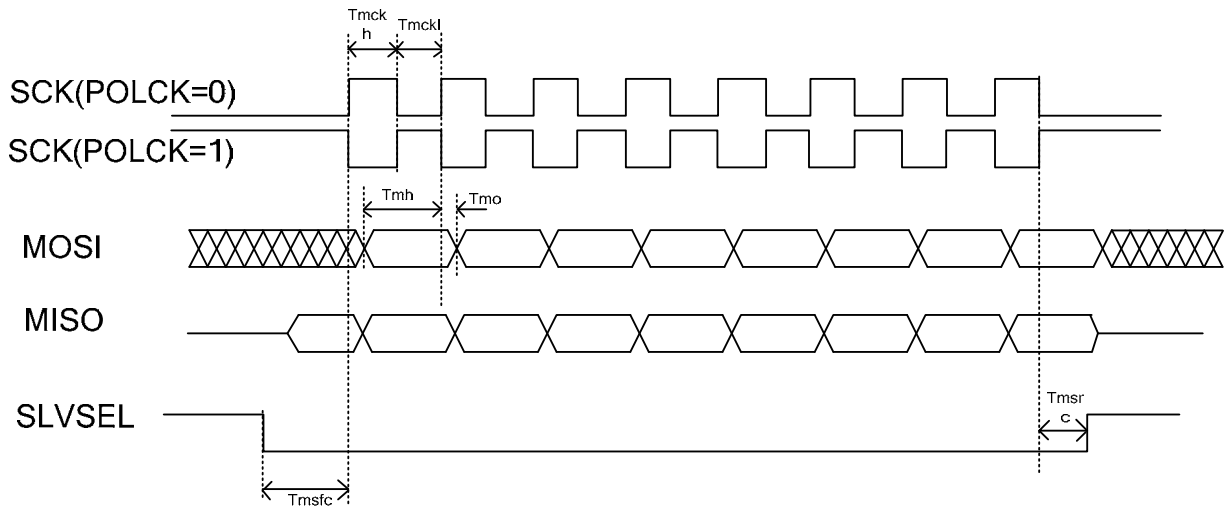 Tmck
h
Tmckl
SCK(POLCK=0)
SCK(POLCK=1)
Tmh
Tmo
MOSI
MISO
SLVSEL
Tmsr
c
Tmsfc